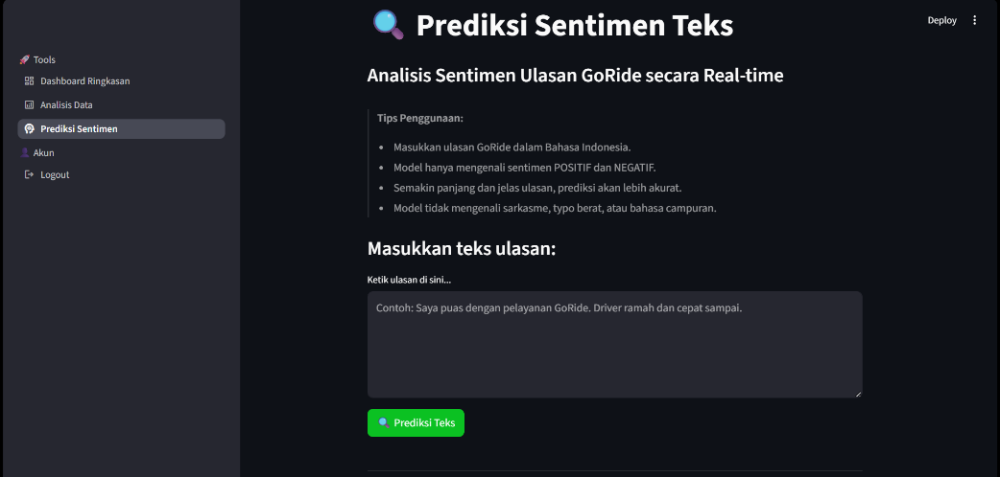 Tools
Dashboard Ringkasan
Analisis Data
Prediksi Sentimen
Akun
Logout
Deploy
Prediksi Sentimen Teks
Analisis Sentimen Ulasan GoRide secara Real-time
Tips Penggunaan:
• Masukkan ulasan GoRide dalam Bahasa Indonesia.
• Model hanya mengenali sentimen POSITIF dan NEGATIF.
• Semakin panjang dan jelas ulasan, prediksi akan lebih akurat.
• Model tidak mengenali sarkasme, typo berat, atau bahasa campuran.
Masukkan teks ulasan:
Ketik ulasan di sini...
Contoh: Saya puas dengan pelayanan GoRide. Driver ramah dan cepat sampai.
Prediksi Teks